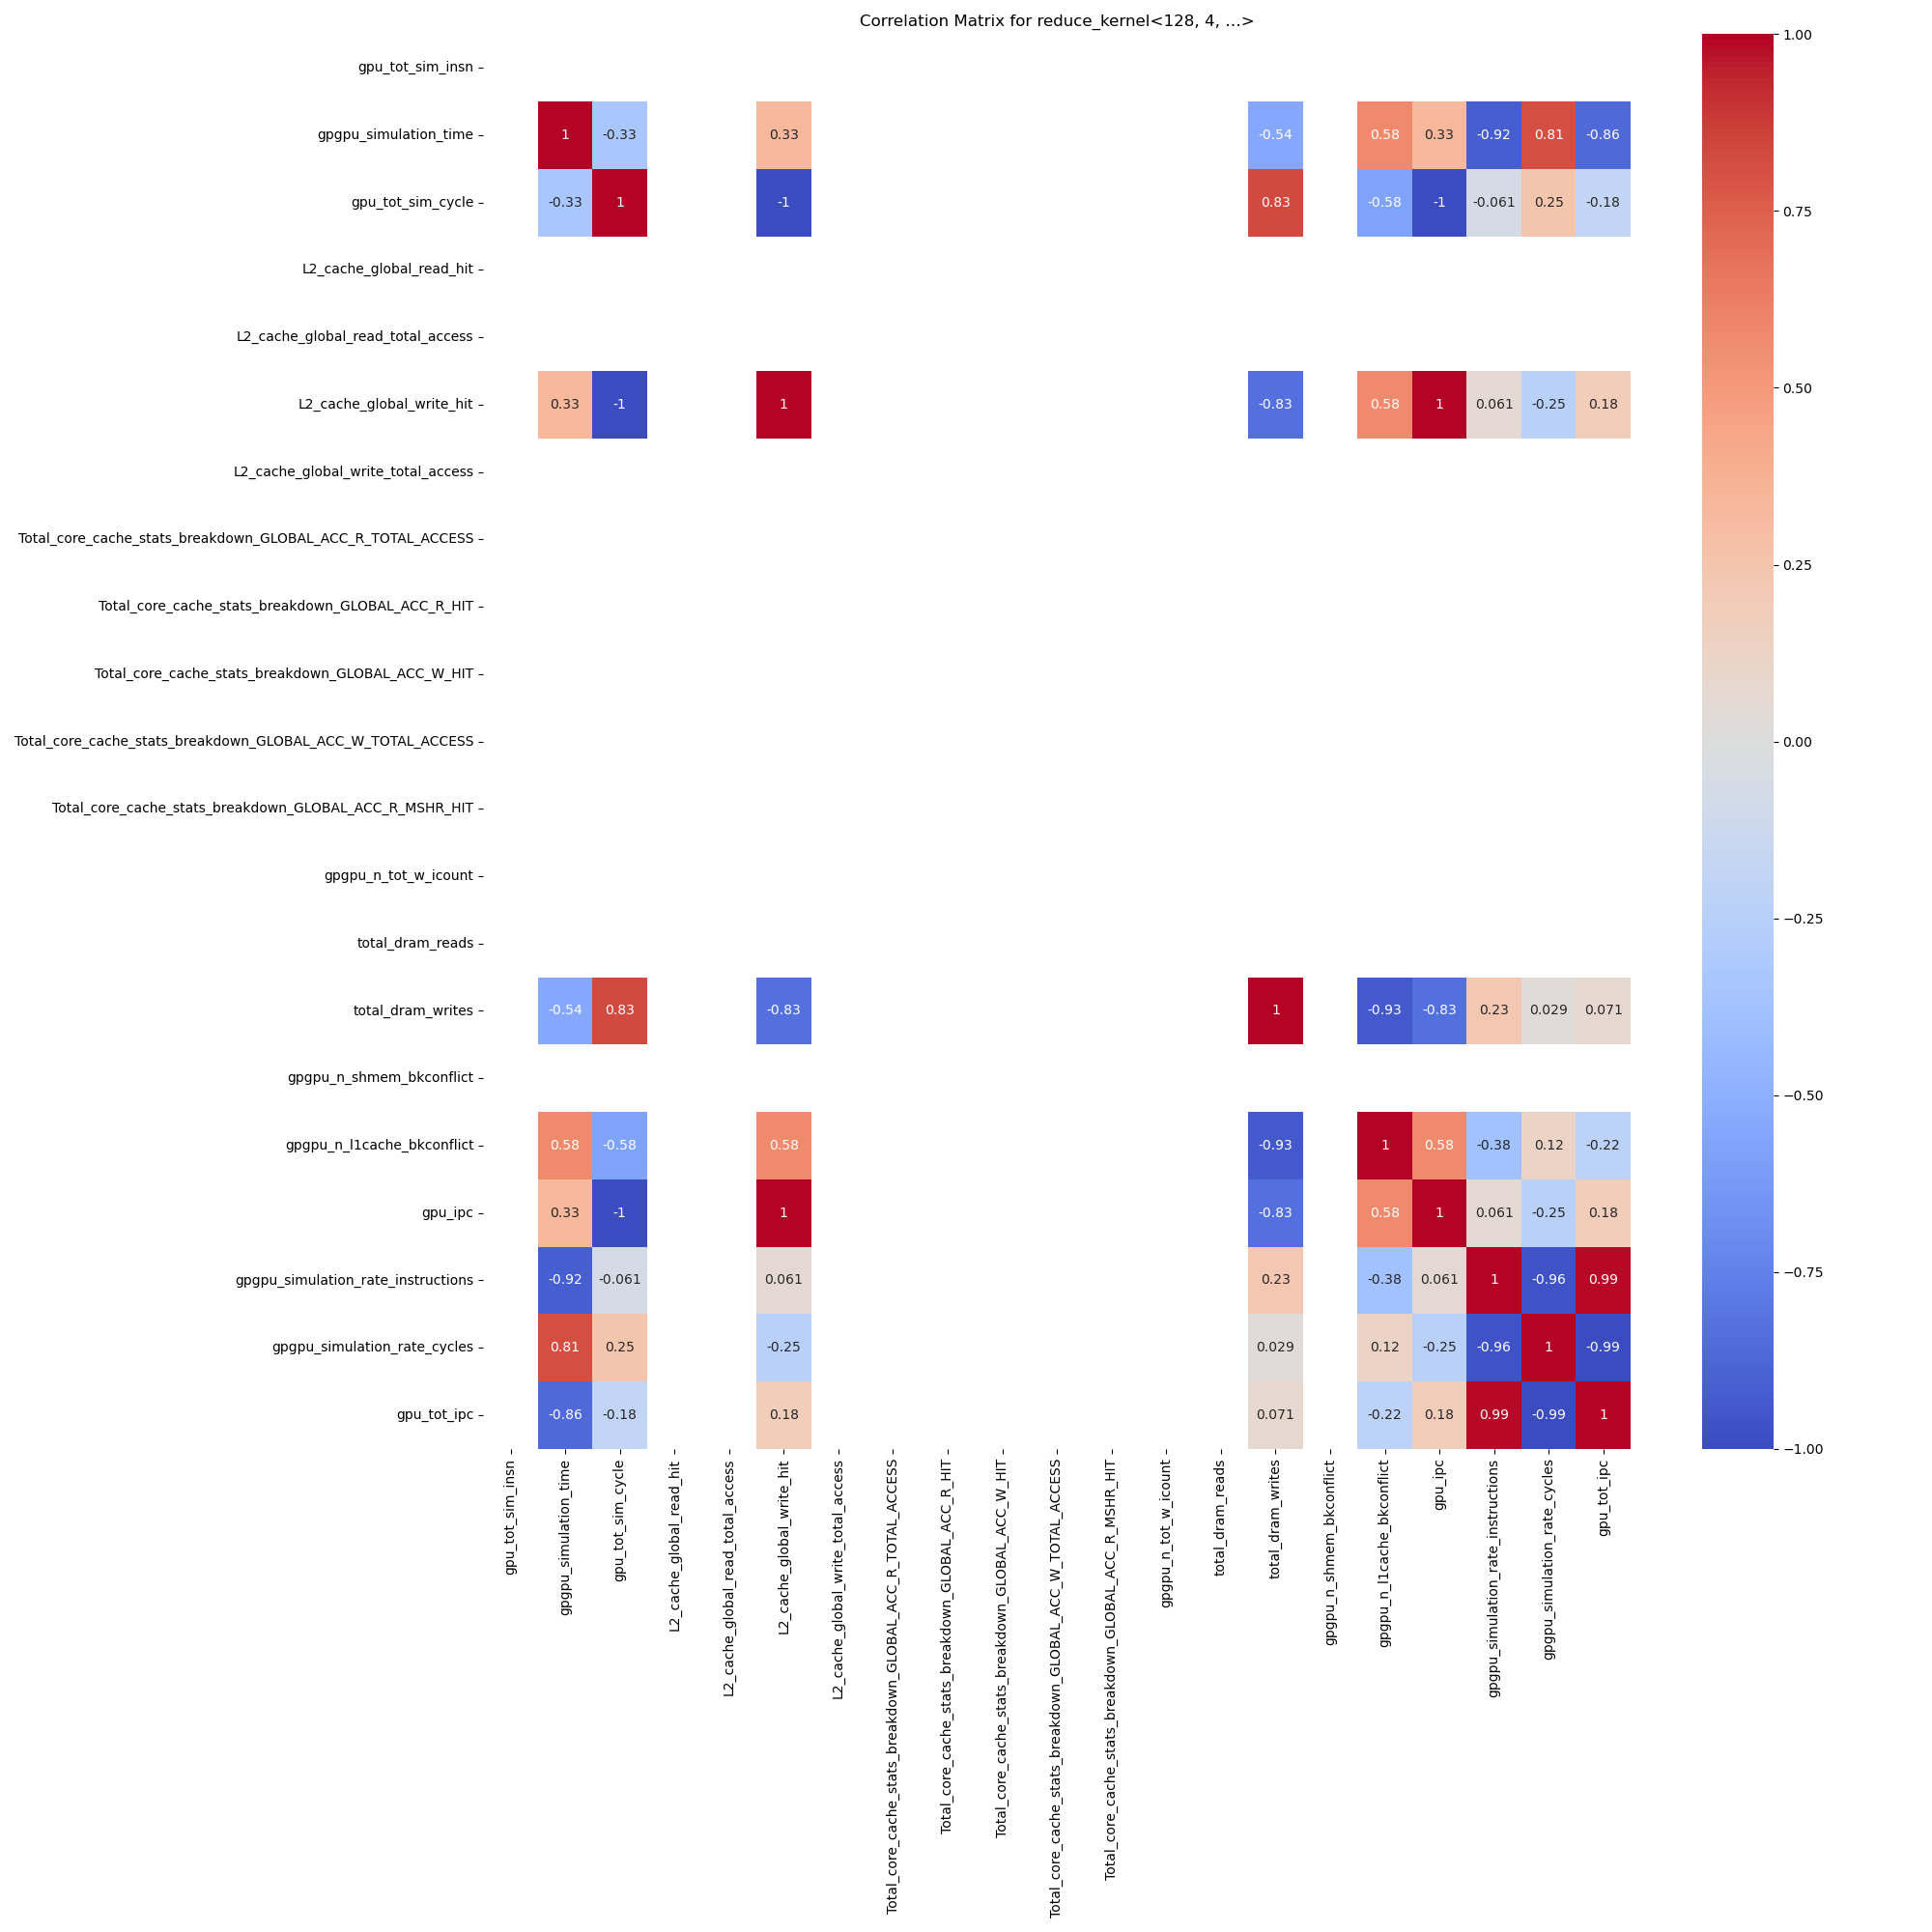 Correlation Matrix for reduce_kernel<128, 4, ...>
gpu_tot_sim_insn
gpgpu_simulation_time 1 -0.33 0.33 -0.54 0.58 0.33 -0.92 0.81 -0.86
gpu_tot_sim_cycle -0.33 1 -1 0.83 -0.58 -1 -0.061 0.25 -0.18
L2_cache_global_read_hit
L2_cache_global_read_total_access
L2_cache_global_write_hit 0.33 -1 1 -0.83 0.58 1 0.061 -0.25 0.18
L2_cache_global_write_total_access
Total_core_cache_stats_breakdown_GLOBAL_ACC_R_TOTAL_ACCESS
Total_core_cache_stats_breakdown_GLOBAL_ACC_R_HIT
Total_core_cache_stats_breakdown_GLOBAL_ACC_W_HIT
Total_core_cache_stats_breakdown_GLOBAL_ACC_W_TOTAL_ACCESS
Total_core_cache_stats_breakdown_GLOBAL_ACC_R_MSHR_HIT
gpgpu_n_tot_w_icount
total_dram_reads
total_dram_writes -0.54 0.83 -0.83 1 -0.93 -0.83 0.23 0.029 0.071
gpgpu_n_shmem_bkconflict
gpgpu_n_l1cache_bkconflict 0.58 -0.58 0.58 -0.93 1 0.58 -0.38 0.12 -0.22
gpu_ipc 0.33 -1 1 -0.83 0.58 1 0.061 -0.25 0.18
gpgpu_simulation_rate_instructions -0.92 -0.061 0.061 0.23 -0.38 0.061 1 -0.96 0.99
gpgpu_simulation_rate_cycles 0.81 0.25 -0.25 0.029 0.12 -0.25 -0.96 1 -0.99
gpu_tot_ipc -0.86 -0.18 0.18 0.071 -0.22 0.18 0.99 -0.99 1
gpu_tot_sim_insn
gpgpu_simulation_time
gpu_tot_sim_cycle
L2_cache_global_read_hit
L2_cache_global_read_total_access
L2_cache_global_write_hit
L2_cache_global_write_total_access
Total_core_cache_stats_breakdown_GLOBAL_ACC_R_TOTAL_ACCESS
Total_core_cache_stats_breakdown_GLOBAL_ACC_R_HIT
Total_core_cache_stats_breakdown_GLOBAL_ACC_W_HIT
Total_core_cache_stats_breakdown_GLOBAL_ACC_W_TOTAL_ACCESS
Total_core_cache_stats_breakdown_GLOBAL_ACC_R_MSHR_HIT
gpgpu_n_tot_w_icount
total_dram_reads
total_dram_writes
gpgpu_n_shmem_bkconflict
gpgpu_n_l1cache_bkconflict
gpu_ipc
gpgpu_simulation_rate_instructions
gpgpu_simulation_rate_cycles
gpu_tot_ipc
1.00
0.75
0.50
0.25
0.00
−0.25
−0.50
−0.75
−1.00